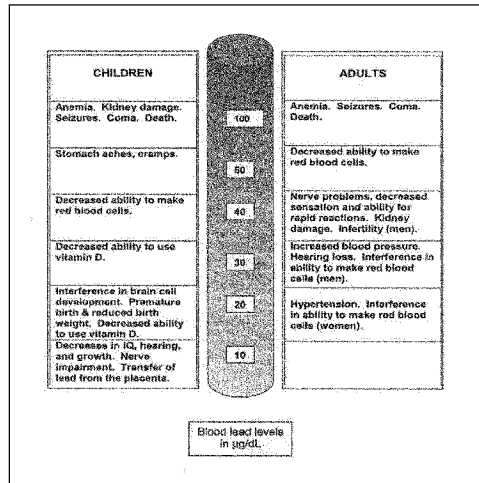 CHILDREN
Anemia. Kidney damage.
Seizures. Coma. Death.
Stomach aches, cramps.
Decreased ability to make
red blood cells.
Decreased ability to use
vitamin D.
Interference in brain cell
development. Premature
birth & reduced birth
weight. Decreased ability
to use vitamin D.
Decreases in IQ, hearing,
and growth. Nerve
impairment. Transfer of
lead from the placenta.
100
50
40
30
20
10
ADULTS
Anemia. Seizures. Coma.
Death.
Decreased ability to make
red blood cells.
Nerve problems, decreased
sensation and ability for
rapid reactions. Kidney
damage. Infertility (men).
Increased blood pressure.
Hearing loss. Interference in
ability to make red blood
cells (men).
Hypertension. Interference
in ability to make red blood
cells (women).
Blood lead levels
in µg/dL